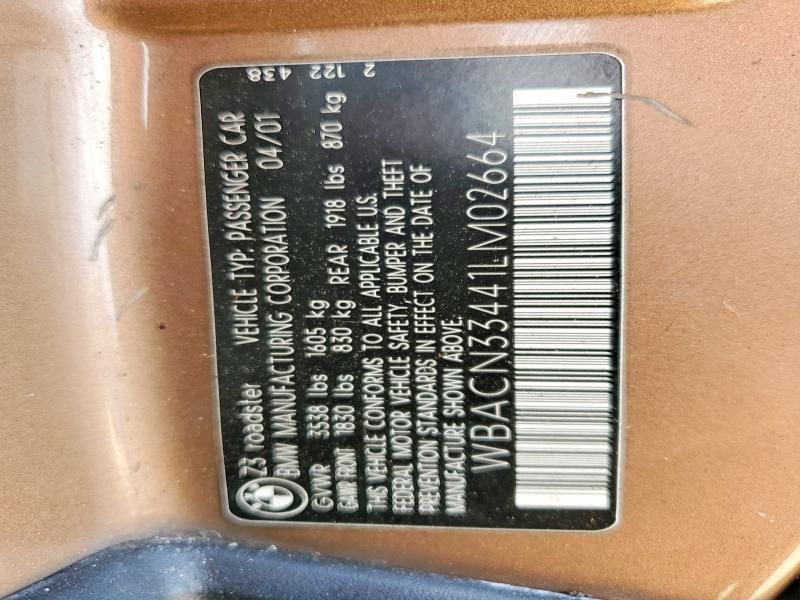 Z3 roadster VEHICLE TYP: PASSENGER CAR 438
BMW MANUFACTURING CORPORATION 04/01
GVWR 3538 lbs 1605 kg 122
GAWR FRONT 1830 lbs 830 kg REAR 1918 lbs 870 kg 2
THIS VEHICLE CONFORMS TO ALL APPLICABLE U.S.
FEDERAL MOTOR VEHICLE SAFETY, BUMPER AND THEFT
PREVENTION STANDARDS IN EFFECT ON THE DATE OF
MANUFACTURE SHOWN ABOVE.
WBACN33441LM02664